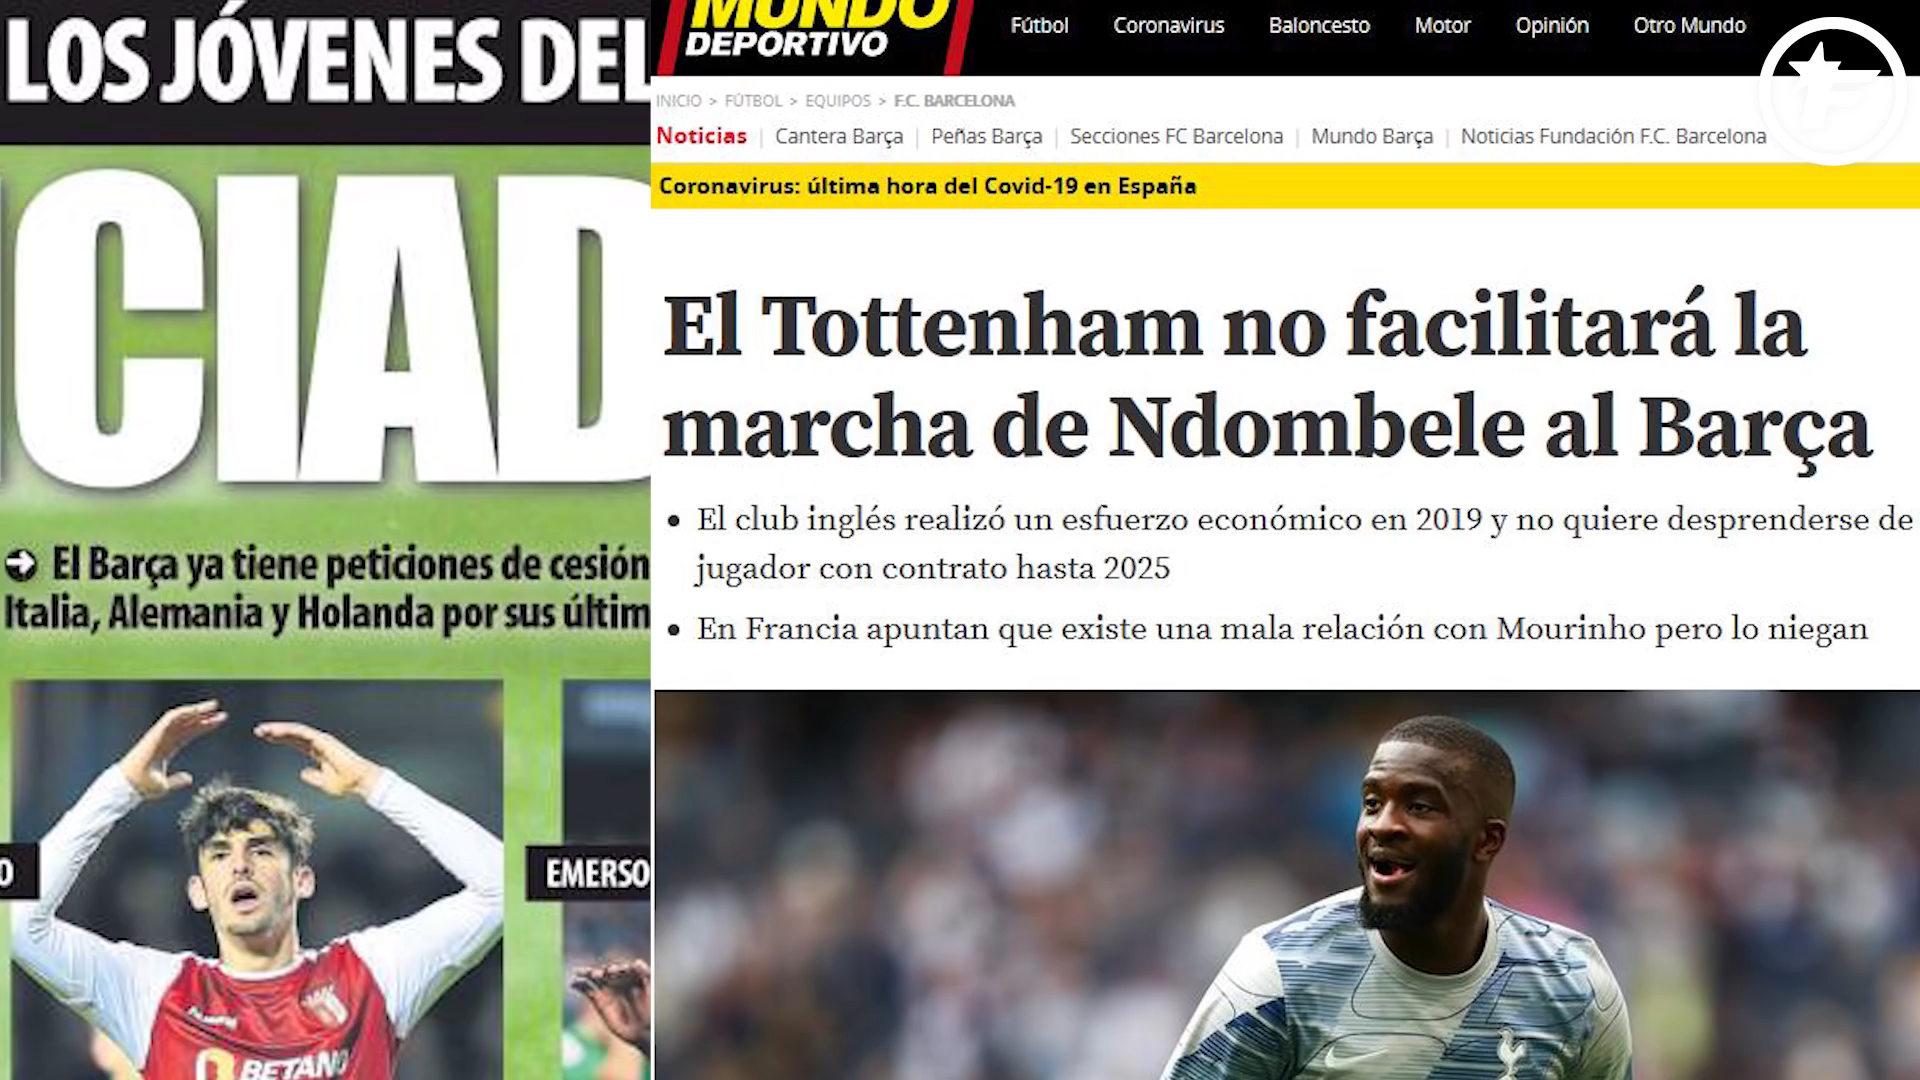 LOS JÓVENES DEL
CIAD
El Barça ya tiene peticiones de cesión
Italia, Alemania y Holanda por sus últim
O
EMERSO
BETANO
MUNDO
DEPORTIVO
Fútbol Coronavirus Baloncesto Motor Opinión Otro Mundo
INICIO > FÚTBOL > EQUIPOS > F.C. BARCELONA
Noticias | Cantera Barça | Peñas Barça | Secciones FC Barcelona | Mundo Barça | Noticias Fundación F.C. Barcelona
Coronavirus: última hora del Covid-19 en España
El Tottenham no facilitará la
marcha de Ndombele al Barça
• El club inglés realizó un esfuerzo económico en 2019 y no quiere desprenderse de
jugador con contrato hasta 2025
• En Francia apuntan que existe una mala relación con Mourinho pero lo niegan